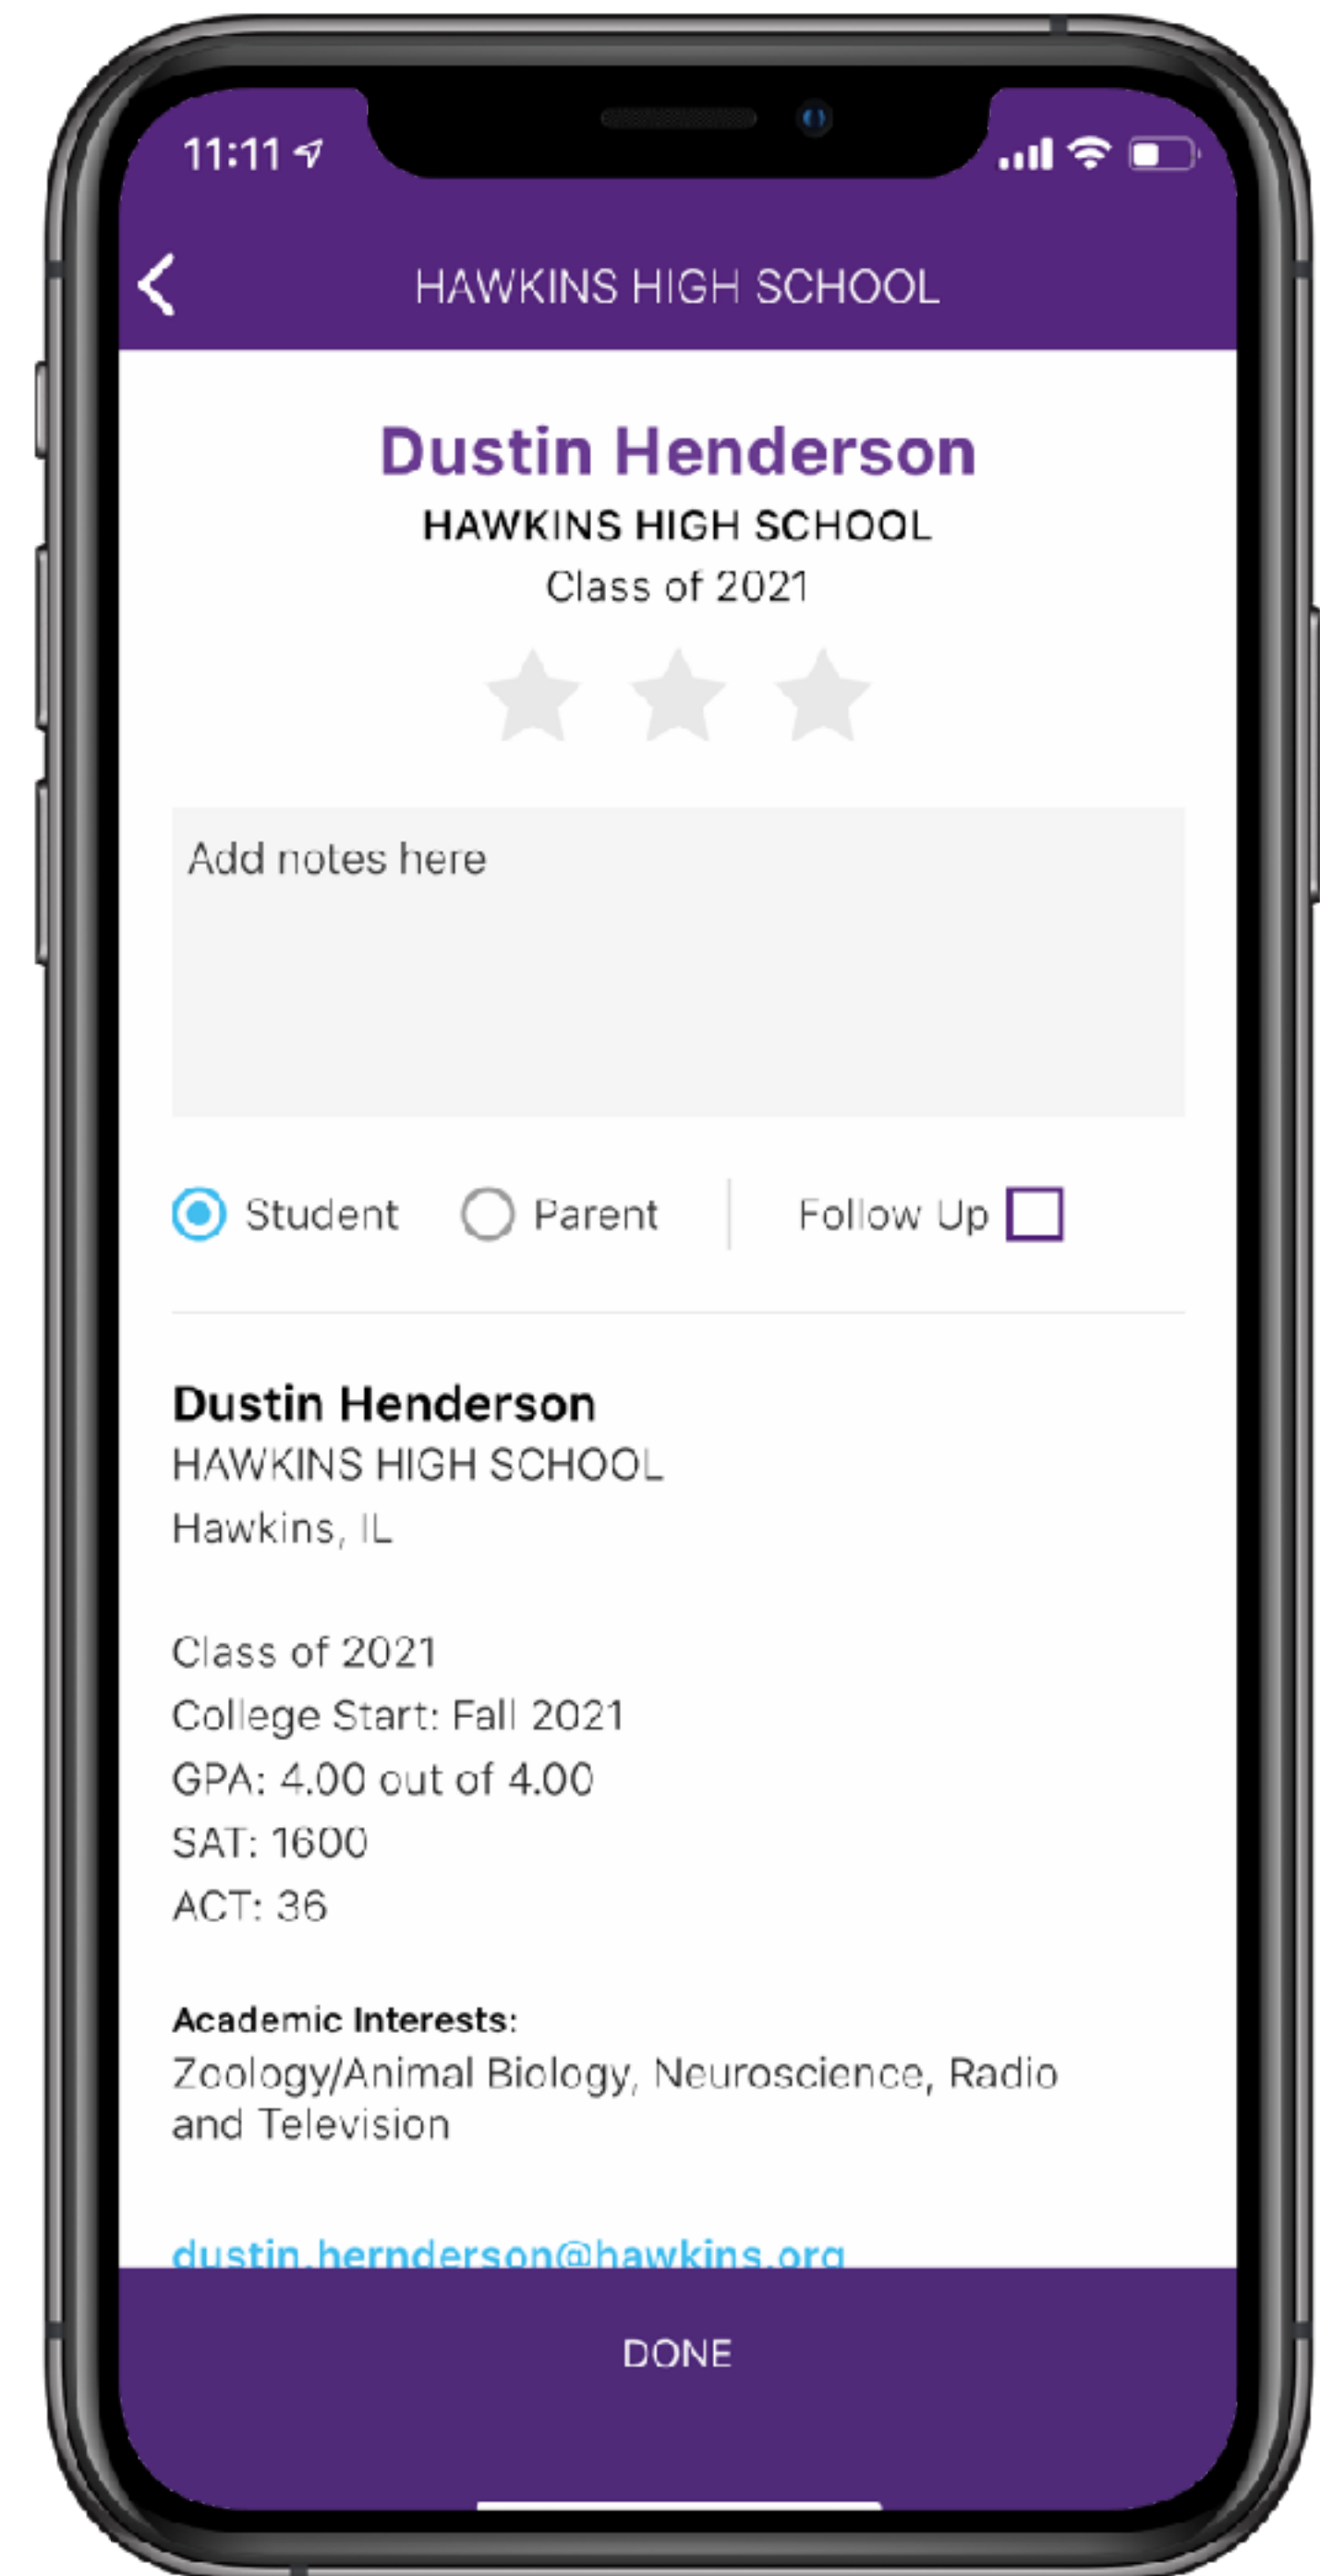 11:11
HAWKINS HIGH SCHOOL
Dustin Henderson
HAWKINS HIGH SCHOOL
Class of 2021
Add notes here
Student Parent Follow Up
Dustin Henderson
HAWKINS HIGH SCHOOL
Hawkins, IL
Class of 2021
College Start: Fall 2021
GPA: 4.00 out of 4.00
SAT: 1600
ACT: 36
Academic Interests:
Zoology/Animal Biology, Neuroscience, Radio
and Television
dustin.hernderson@hawkins.org
DONE